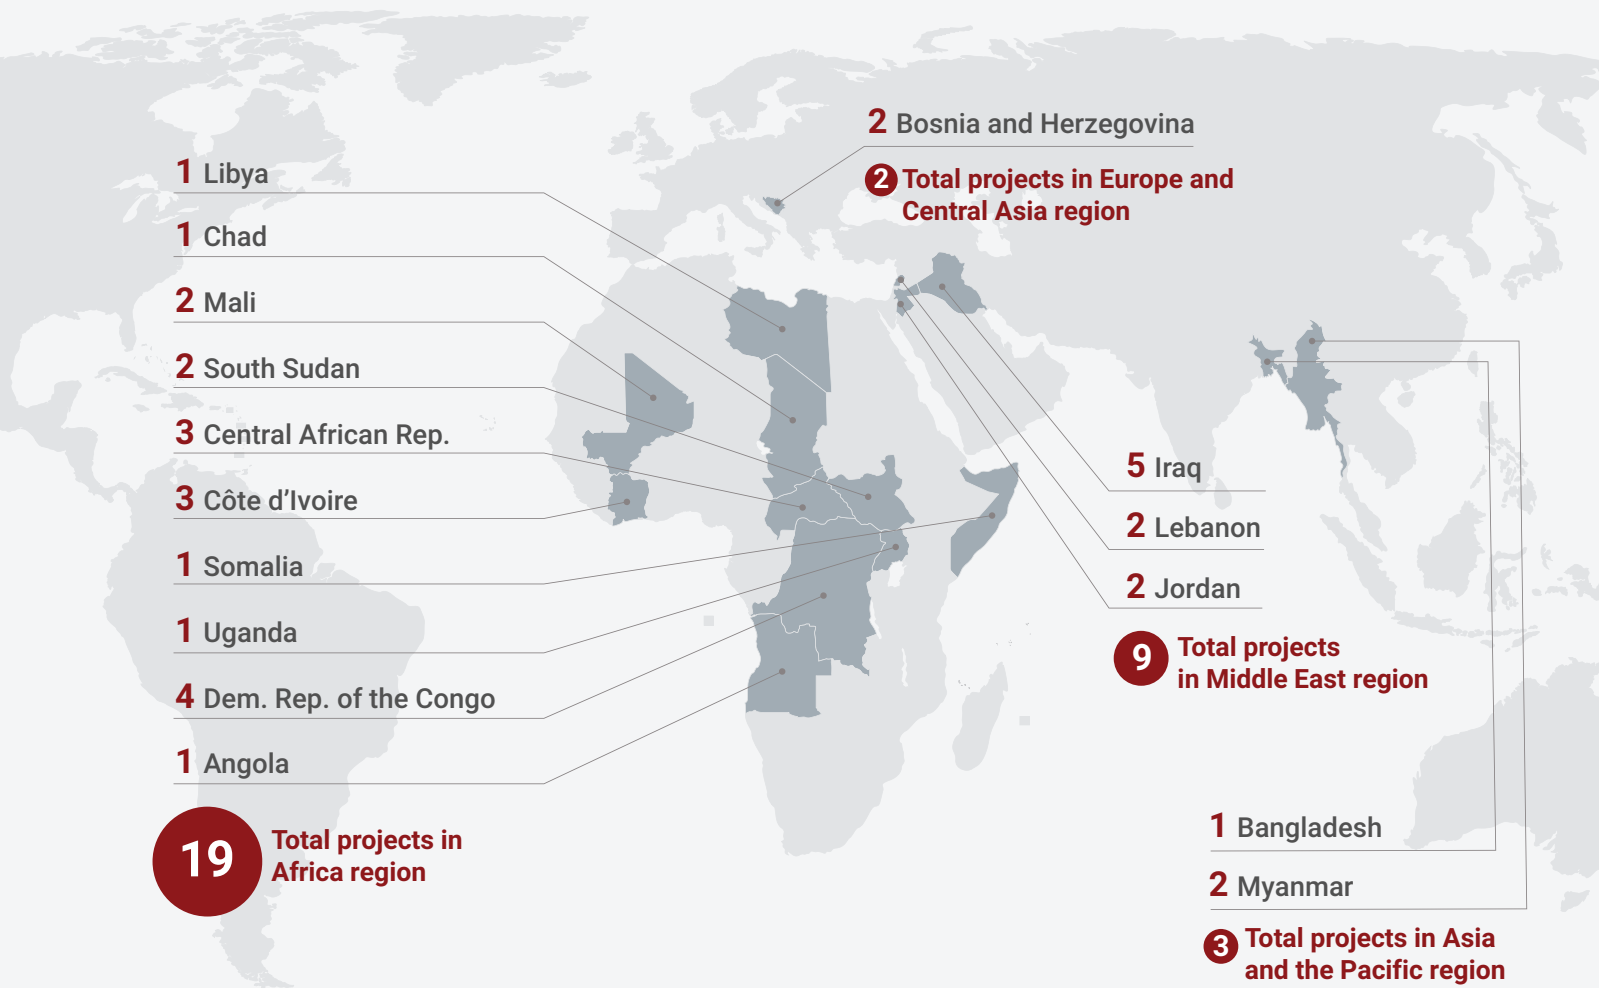 1 Libya
1 Chad
2 Mali
2 South Sudan
3 Central African Rep.
3 Côte d’Ivoire
1 Somalia
1 Uganda
4 Dem. Rep. of the Congo
1 Angola
19 Total projects in
Africa region
2 Bosnia and Herzegovina
2 Total projects in Europe and
Central Asia region
5 Iraq
2 Lebanon
2 Jordan
9 Total projects
in Middle East region
1 Bangladesh
2 Myanmar
3 Total projects in Asia
and the Pacific region